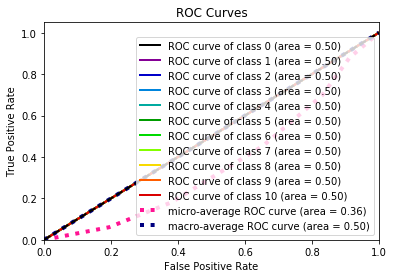 ROC Curves
True Positive Rate
1.0
0.8
0.6
0.4
0.2
0.0
ROC curve of class 0 (area = 0.50)
ROC curve of class 1 (area = 0.50)
ROC curve of class 2 (area = 0.50)
ROC curve of class 3 (area = 0.50)
ROC curve of class 4 (area = 0.50)
ROC curve of class 5 (area = 0.50)
ROC curve of class 6 (area = 0.50)
ROC curve of class 7 (area = 0.50)
ROC curve of class 8 (area = 0.50)
ROC curve of class 9 (area = 0.50)
ROC curve of class 10 (area = 0.50)
micro-average ROC curve (area = 0.36)
macro-average ROC curve (area = 0.50)
0.0 0.2 0.4 0.6 0.8 1.0
False Positive Rate